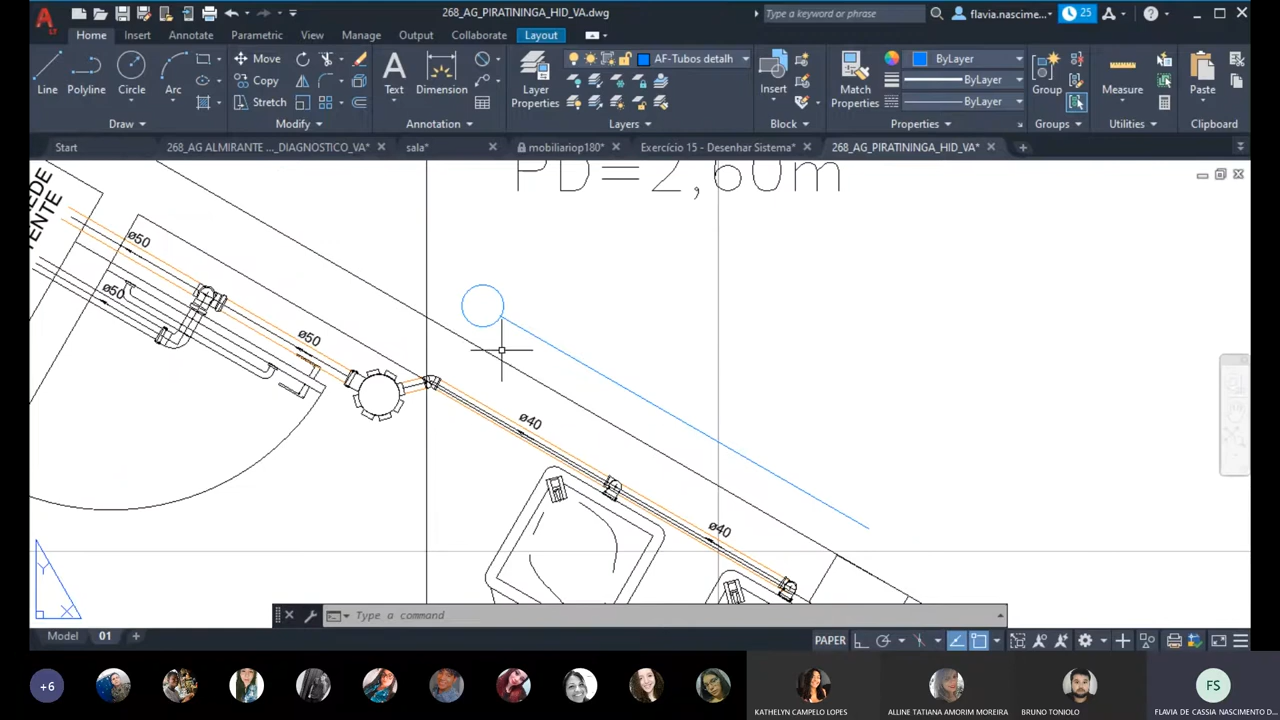 268_AG_PIRATININGA_HID_VA.dwg
Type a keyword or phrase
flavia.nascime...
25
Home Insert Annotate Parametric View Manage Output Collaborate Layout
Line Polyline Circle Arc
Move
Copy
Stretch
Text Dimension
Layer
Properties
AF-Tubos detalh
Insert
Match
Properties
ByLayer
ByLayer
ByLayer
Group
Measure
Paste
Draw Modify Annotation Layers Block Properties Groups Utilities Clipboard
Start 268_AG ALMIRANTE ..._DIAGNOSTICO_VA* sala* mobiliariop180* Exercício 15 - Desenhar Sistema* 268_AG_PIRATININGA_HID_VA*
PD=2,60m
ø50
ø50
ø50
ø40
ø40
Y
X
Type a command
Model 01
PAPER
+6
FS
KATHELYN CAMPELO LOPES ALLINE TATIANA AMORIM MOREIRA BRUNO TONIOLO FLAVIA DE CASSIA NASCIMENTO D...